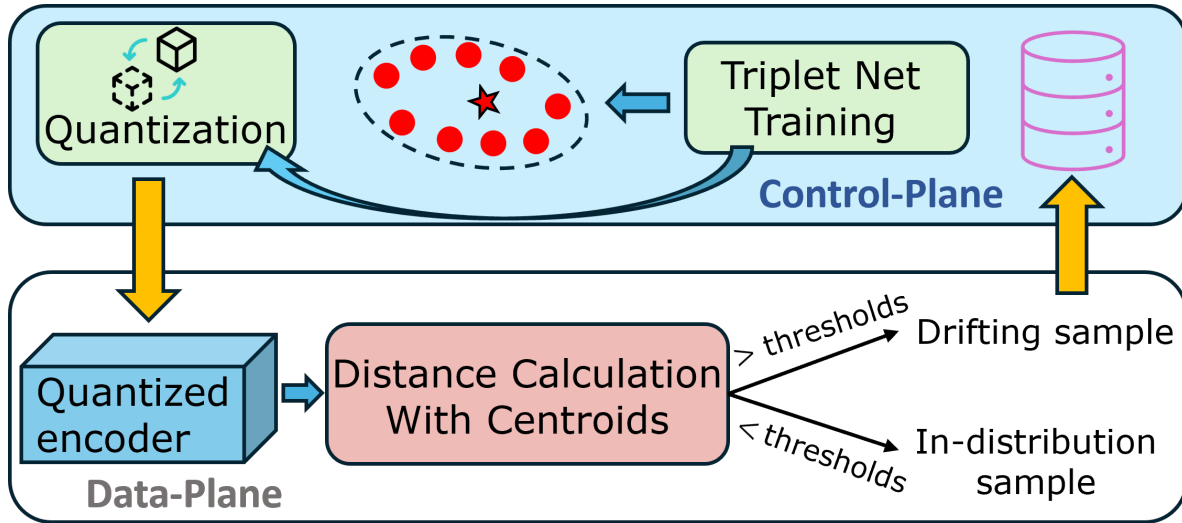 Quantization
Triplet Net
Training
Control-Plane
Quantized
encoder
Distance Calculation
With Centroids
> thresholds
< thresholds
Drifting sample
In-distribution
sample
Data-Plane